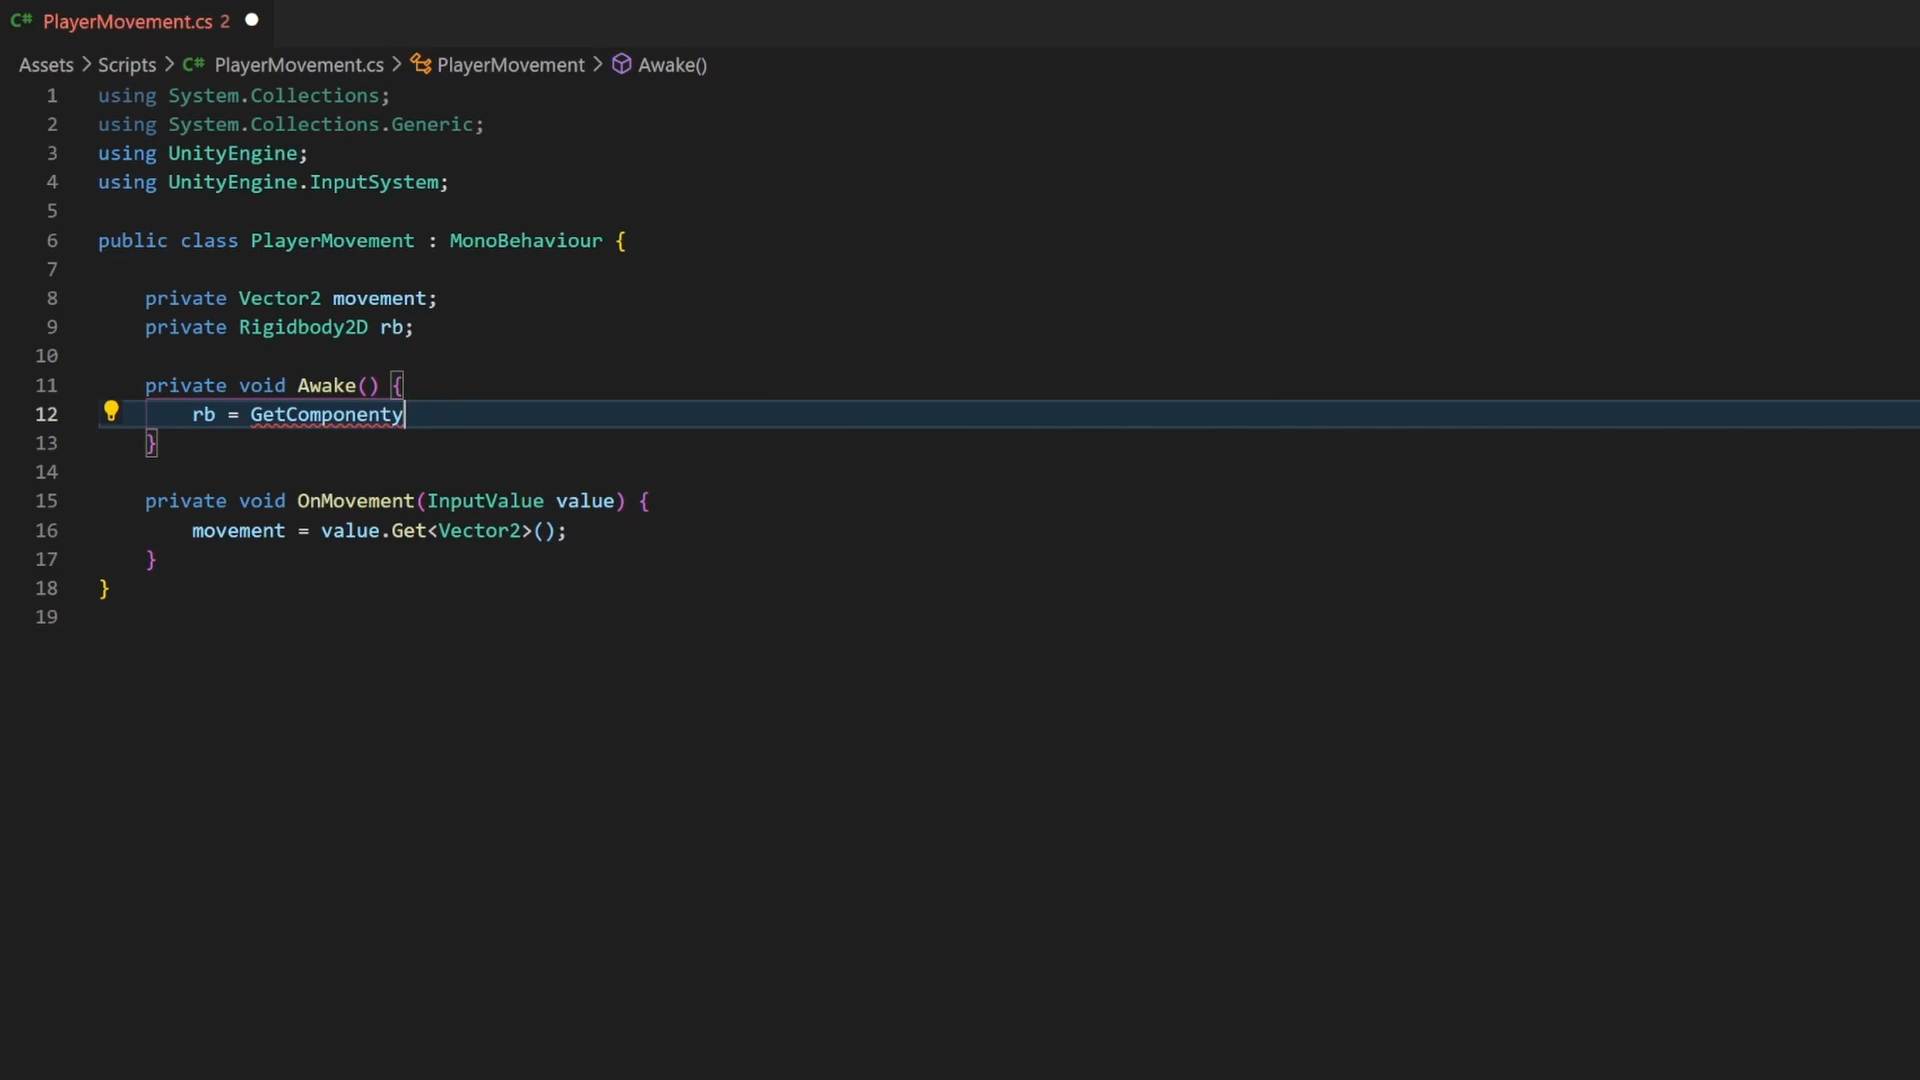 C# PlayerMovement.cs 2
Assets > Scripts > C# PlayerMovement.cs > PlayerMovement > Awake()
1 using System.Collections;
2 using System.Collections.Generic;
3 using UnityEngine;
4 using UnityEngine.InputSystem;
5
6 public class PlayerMovement : MonoBehaviour {
7
8 private Vector2 movement;
9 private Rigidbody2D rb;
10
11 private void Awake() {
12 rb = GetComponenty
13 }
14
15 private void OnMovement(InputValue value) {
16 movement = value.Get<Vector2>();
17 }
18 }
19